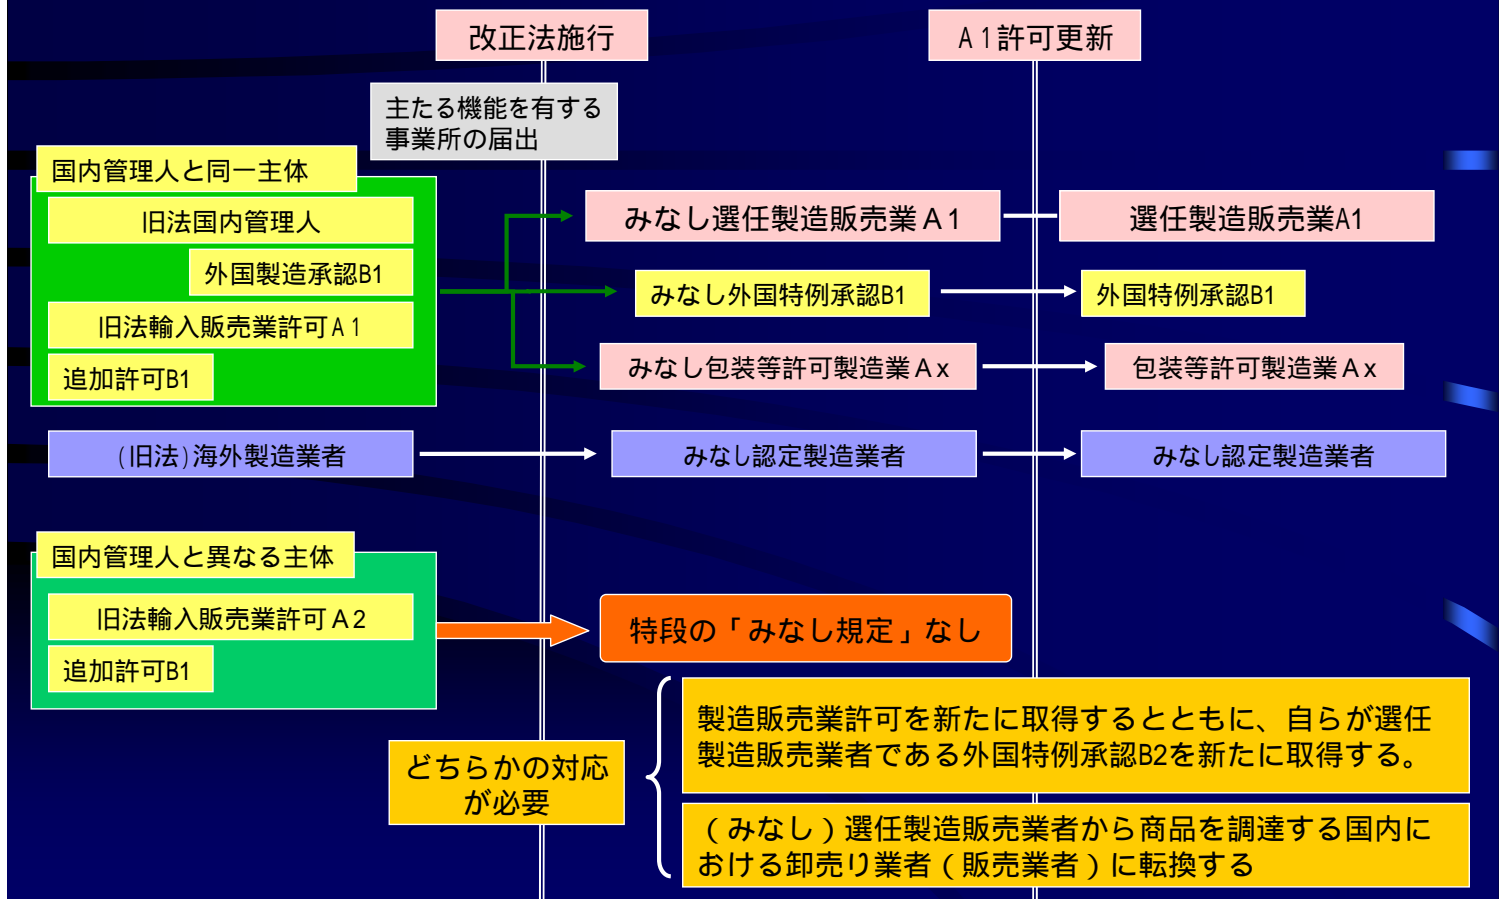 改正法施行
A1許可更新
主たる機能を有する
事業所の届出
国内管理人と同一主体
旧法国内管理人
外国製造承認B1
旧法輸入販売業許可A1
追加許可B1
みなし選任製造販売業A1
選任製造販売業A1
みなし外国特例承認B1
外国特例承認B1
みなし包装等許可製造業Ax
包装等許可製造業Ax
(旧法)海外製造業者
みなし認定製造業者
みなし認定製造業者
国内管理人と異なる主体
旧法輸入販売業許可A2
追加許可B1
特段の「みなし規定」なし
どちらかの対応
が必要
製造販売業許可を新たに取得するとともに、自らが選任
製造販売業者である外国特例承認B2を新たに取得する。
(みなし)選任製造販売業者から商品を調達する国内に
おける卸売り業者(販売業者)に転換する